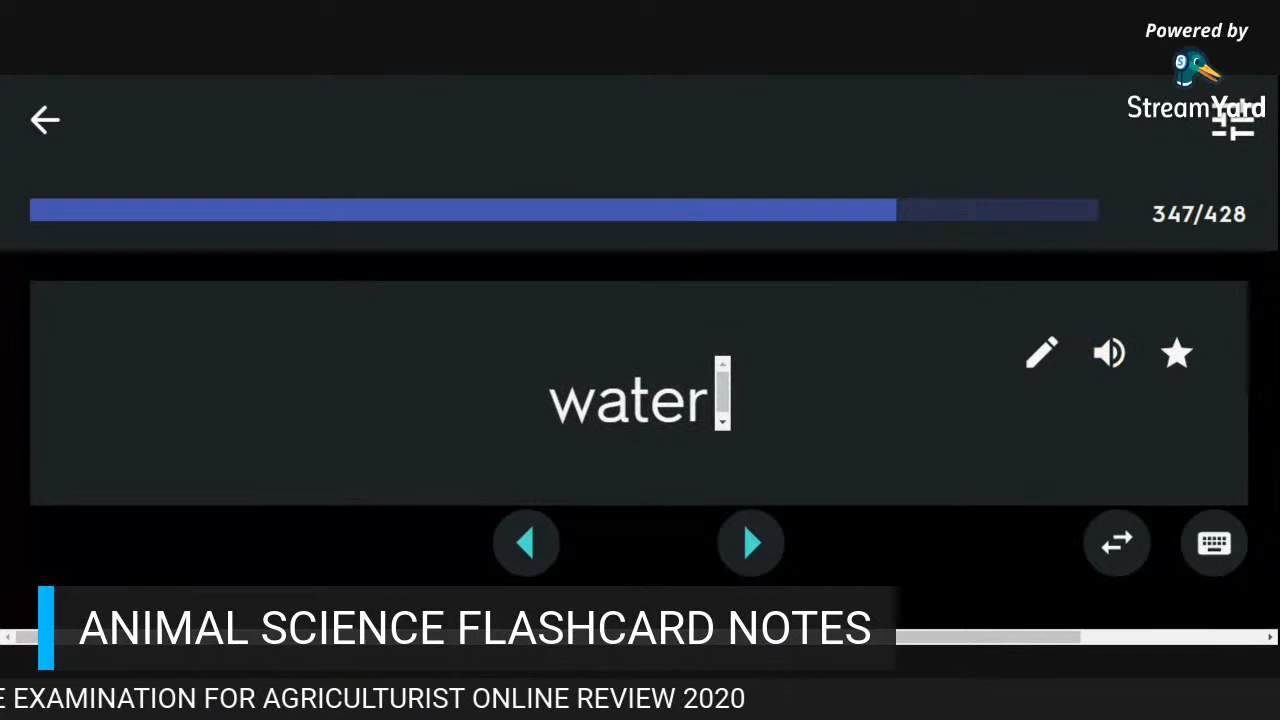 Powered by
StreamYard
347/428
water
ANIMAL SCIENCE FLASHCARD NOTES
E EXAMINATION FOR AGRICULTURIST ONLINE REVIEW 2020